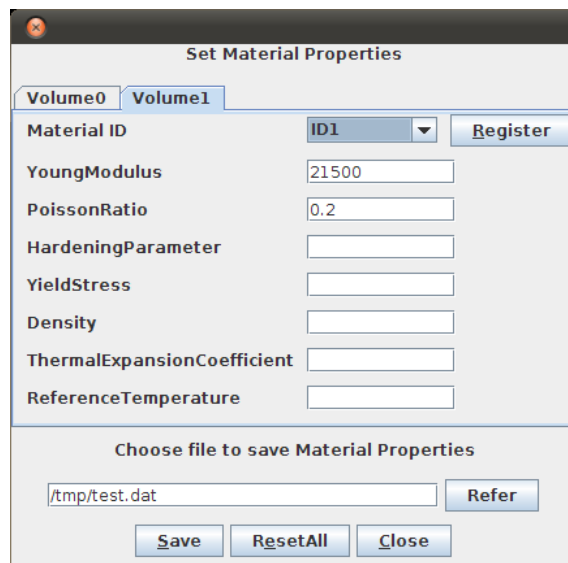 Set Material Properties
Volume0 Volume1
Material ID ID1 Register
YoungModulus 21500
PoissonRatio 0.2
HardeningParameter
YieldStress
Density
ThermalExpansionCoefficient
ReferenceTemperature
Choose file to save Material Properties
/tmp/test.dat Refer
Save ResetAll Close